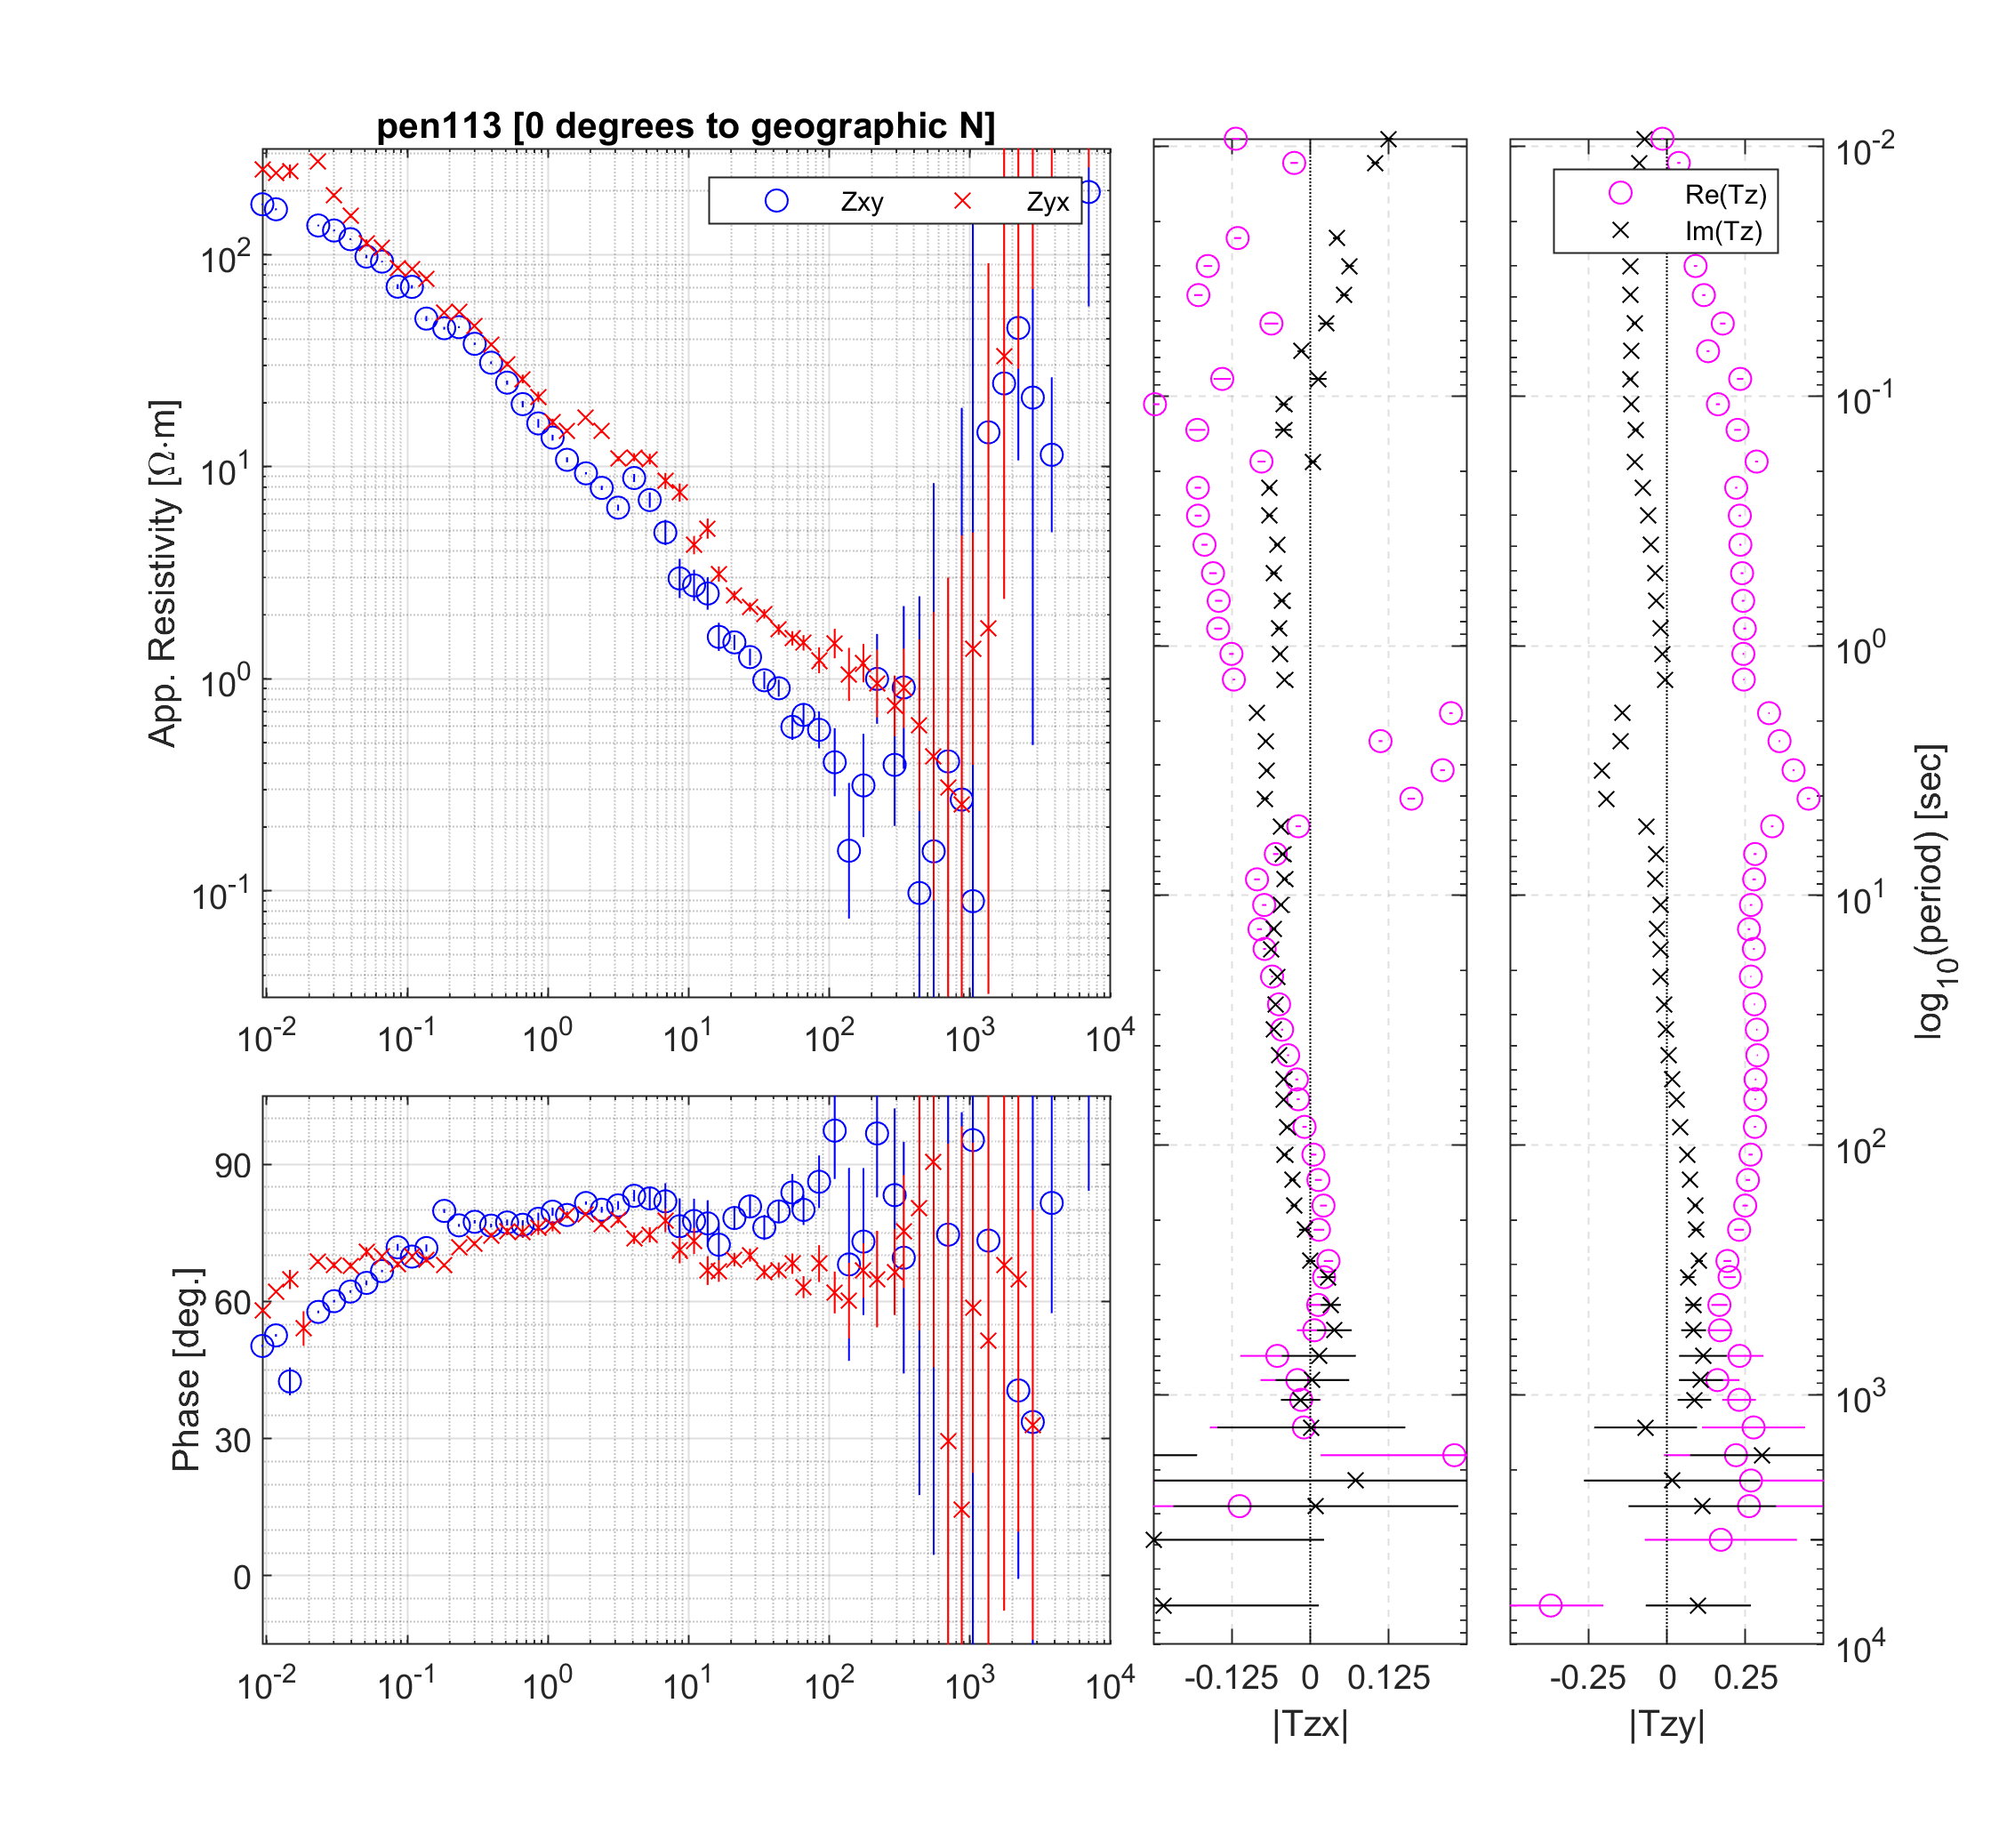 pen113 [0 degrees to geographic N]
Zxy Zyx
App. Resistivity [Ω·m]
10^2
10^1
10^0
10^-1
10^-2 10^-1 10^0 10^1 10^2 10^3 10^4
Phase [deg.]
90
60
30
0
10^-2 10^-1 10^0 10^1 10^2 10^3 10^4
-0.125 0 0.125
|Tzx|
Re(Tz)
Im(Tz)
-0.25 0 0.25
|Tzy|
10^-2
10^-1
10^0
10^1
10^2
10^3
10^4
log_10(period) [sec]